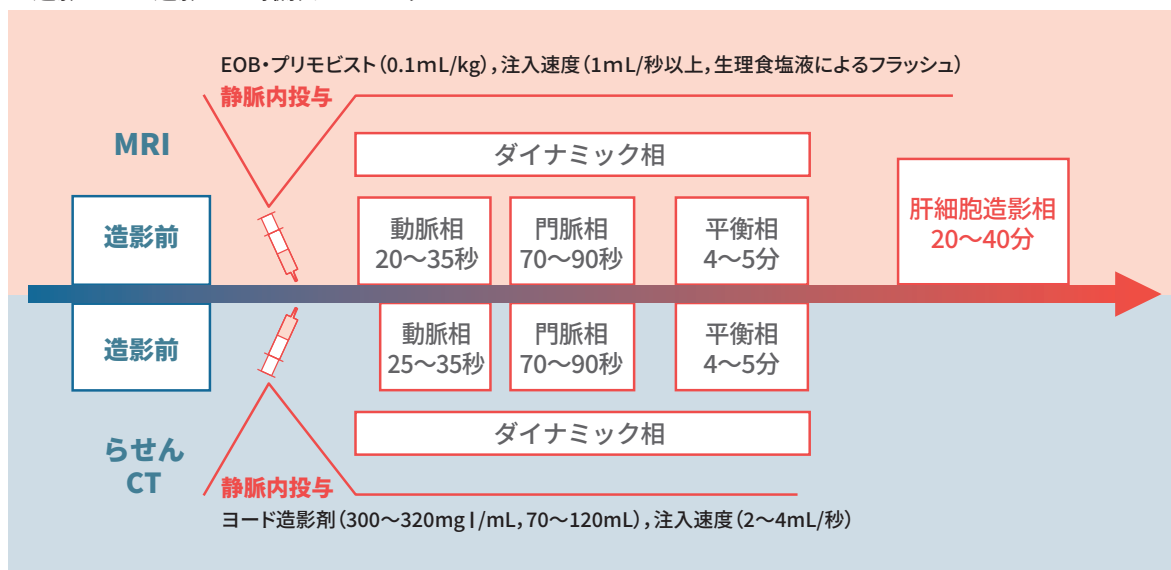 EOB・プリモビスト（0.1mL/kg），注入速度（1mL/秒以上，生理食塩液によるフラッシュ）
静脈内投与
MRI
ダイナミック相
造影前
動脈相
20～35秒
門脈相
70～90秒
平衡相
4～5分
肝細胞造影相
20～40分
造影前
動脈相
25～35秒
門脈相
70～90秒
平衡相
4～5分
ダイナミック相
らせん
CT
静脈内投与
ヨード造影剤（300～320mgI/mL，70～120mL），注入速度（2～4mL/秒）